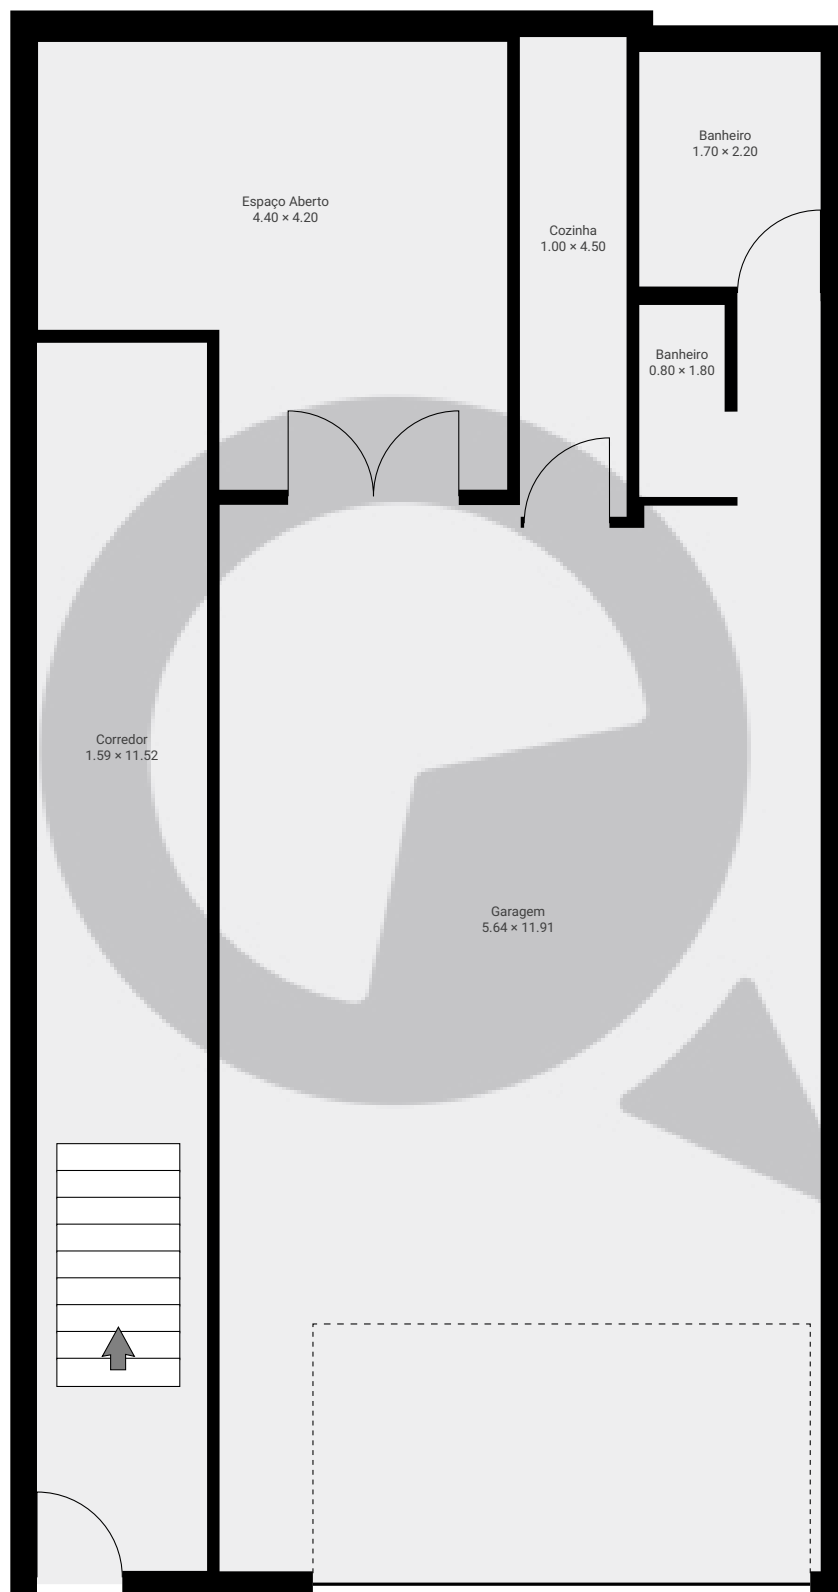 Banheiro
1.70 × 2.20
Espaço Aberto
4.40 × 4.20
Cozinha
1.00 × 4.50
Banheiro
0.80 × 1.80
Corredor
1.59 × 11.52
Garagem
5.64 × 11.91